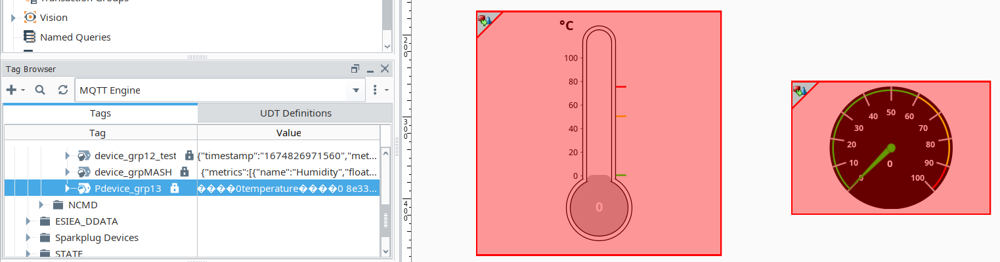 Transaction Groups
Vision
Named Queries
Tag Browser
MQTT Engine
Tags UDT Definitions
Tag Value
device_grp12_test {"timestamp":"1674826971560","met...
device_grpMASH {"metrics":[{"name":"Humidity","float...
Pdevice_grp13 ����0temperature����0 8e33...
NCMD
ESIEA_DDATA
Sparkplug Devices
STATE
200
300
400
°C
100
80
60
40
20
0
0
0
10
20
30
40
50
60
70
80
90
100
0